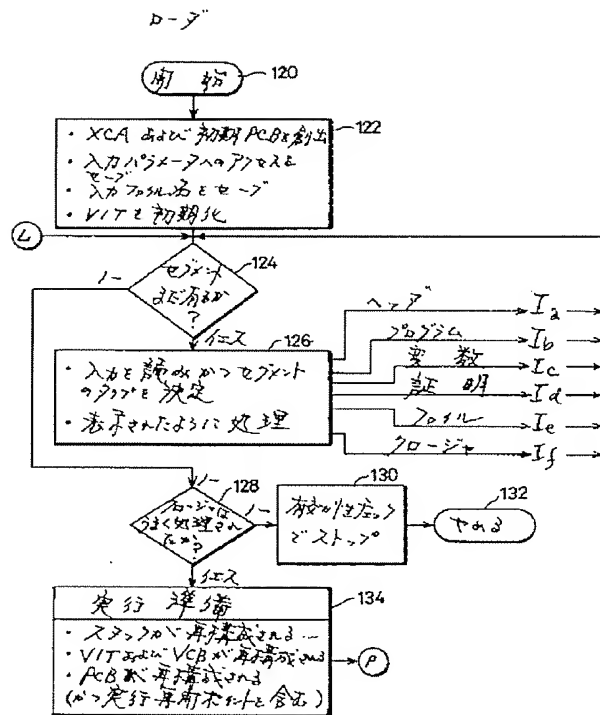 ローダ
開始
120
・XCA および初期PCBを創出
・入力パラメータへのアクセスを
セーブ
・入力ファイル名をセーブ
・VITを初期化
122
L
セグメント
まだ有るか
?
124
ノー
イエス
126
・入力を読みかつセグメント
のタイプを決定
・表示されたように処理
ヘッダ
Ia
プログラム
Ib
変数
Ic
証明
Id
ファイル
Ie
クロージャ
If
ノー
128
クロージャは
うまく処理され
たか?
ノー
130
でストップ
132
やめる
イエス
134
実行準備
・スタックが再構成される…
・VITおよびVCBが再構成される
・PCBが再構成される
(かつ実行再開ポイントを含む)
P